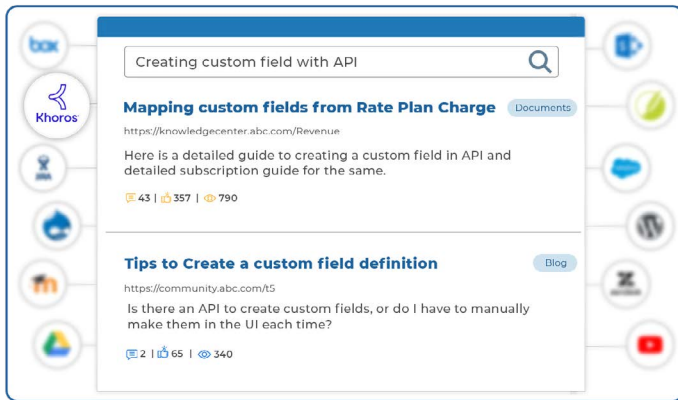 Creating custom field with API
Mapping custom fields from Rate Plan Charge
Documents
https://knowledgecenter.abc.com/Revenue
Here is a detailed guide to creating a custom field in API and
detailed subscription guide for the same.
43 | 357 | 790
Tips to Create a custom field definition
Blog
https://community.abc.com/t5
Is there an API to create custom fields, or do I have to manually
make them in the UI each time?
2 | 65 | 340
box
Khoros